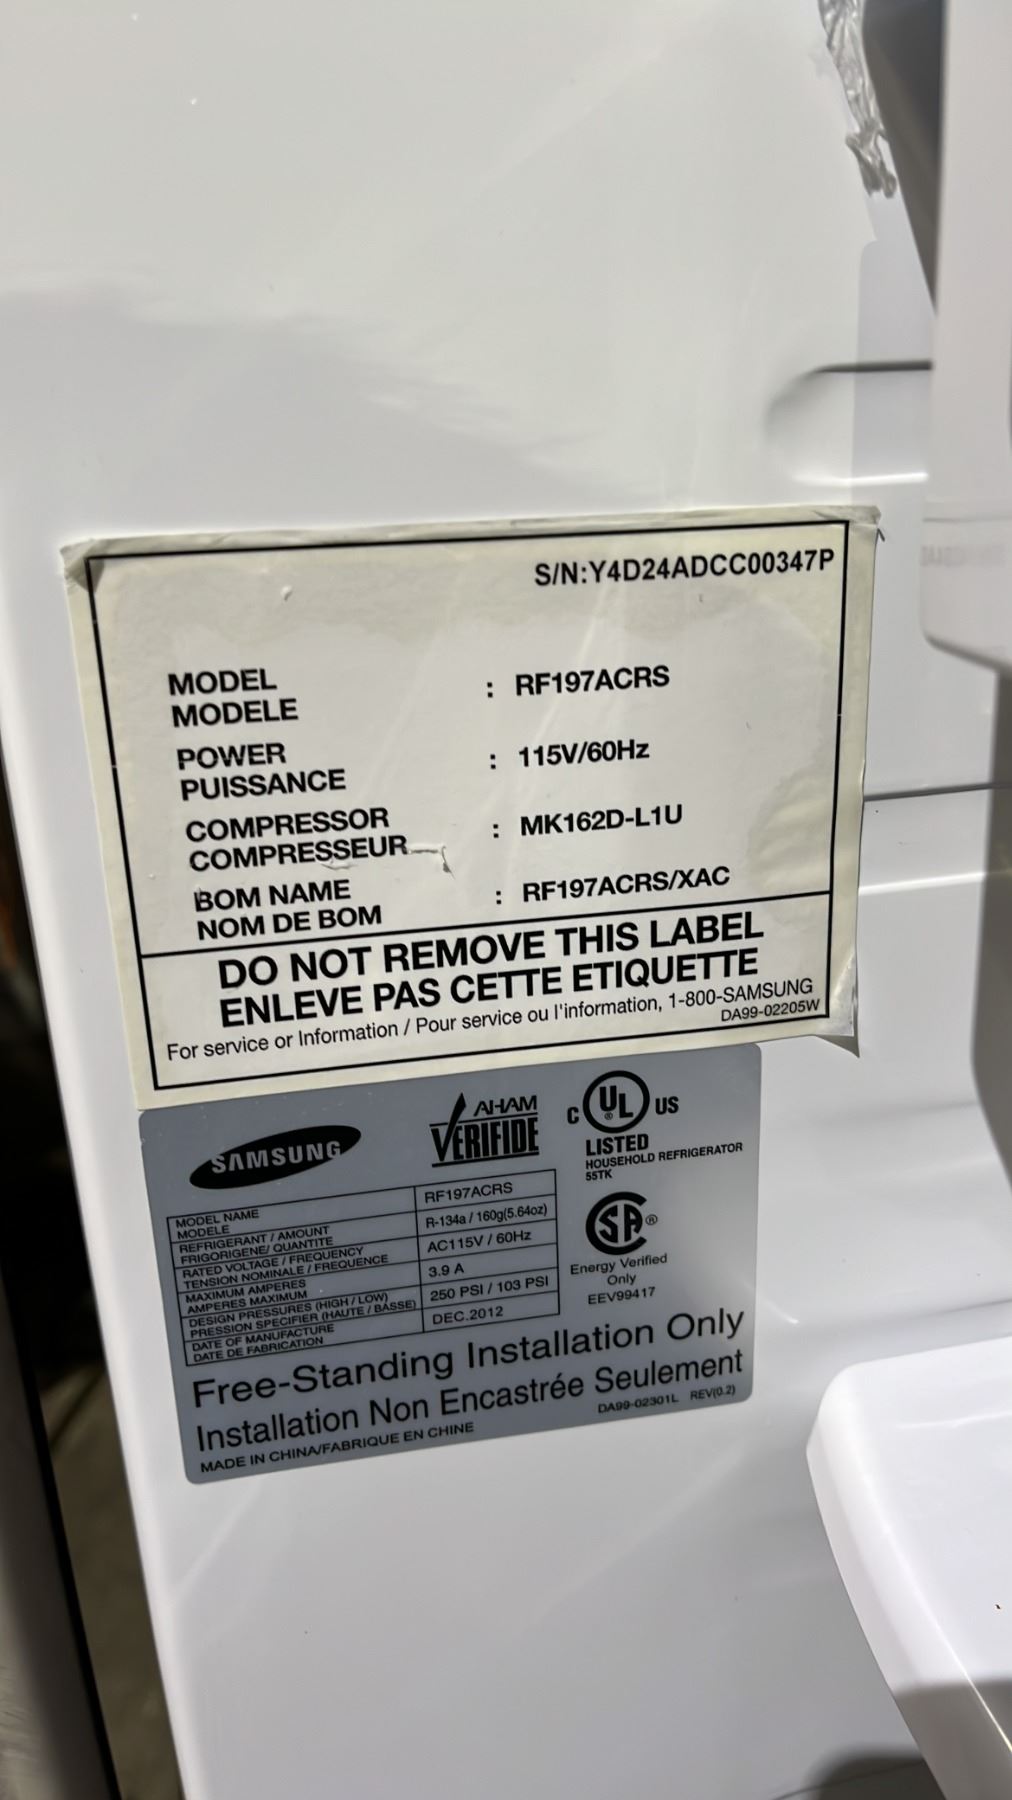 S/N:Y4D24ADCC00347P
MODEL
MODELE : RF197ACRS
POWER
PUISSANCE : 115V/60Hz
COMPRESSOR
COMPRESSEUR : MK162D-L1U
BOM NAME
NOM DE BOM : RF197ACRS/XAC
DO NOT REMOVE THIS LABEL
ENLEVE PAS CETTE ETIQUETTE
For service or Information / Pour service ou l'information, 1-800-SAMSUNG
DA99-02205W
SAMSUNG
AHAM
VERIFIDE
C UL® US
LISTED
HOUSEHOLD REFRIGERATOR
55TK
MODEL NAME
MODELE RF197ACRS
REFRIGERANT / AMOUNT
FRIGORIGENE/ QUANTITE R-134a / 160g(5.64oz)
RATED VOLTAGE / FREQUENCY
TENSION NOMINALE / FREQUENCE AC115V / 60Hz
MAXIMUM AMPERES
AMPERES MAXIMUM 3.9 A
DESIGN PRESSURES (HIGH / LOW)
PRESSION SPECIFIER (HAUTE / BASSE) 250 PSI / 103 PSI
DATE OF MANUFACTURE
DATE DE FABRICATION DEC.2012
SA®
Energy Verified
Only
EEV99417
Free-Standing Installation Only
Installation Non Encastrée Seulement
DA99-02301L REV(0.2)
MADE IN CHINA/FABRIQUE EN CHINE